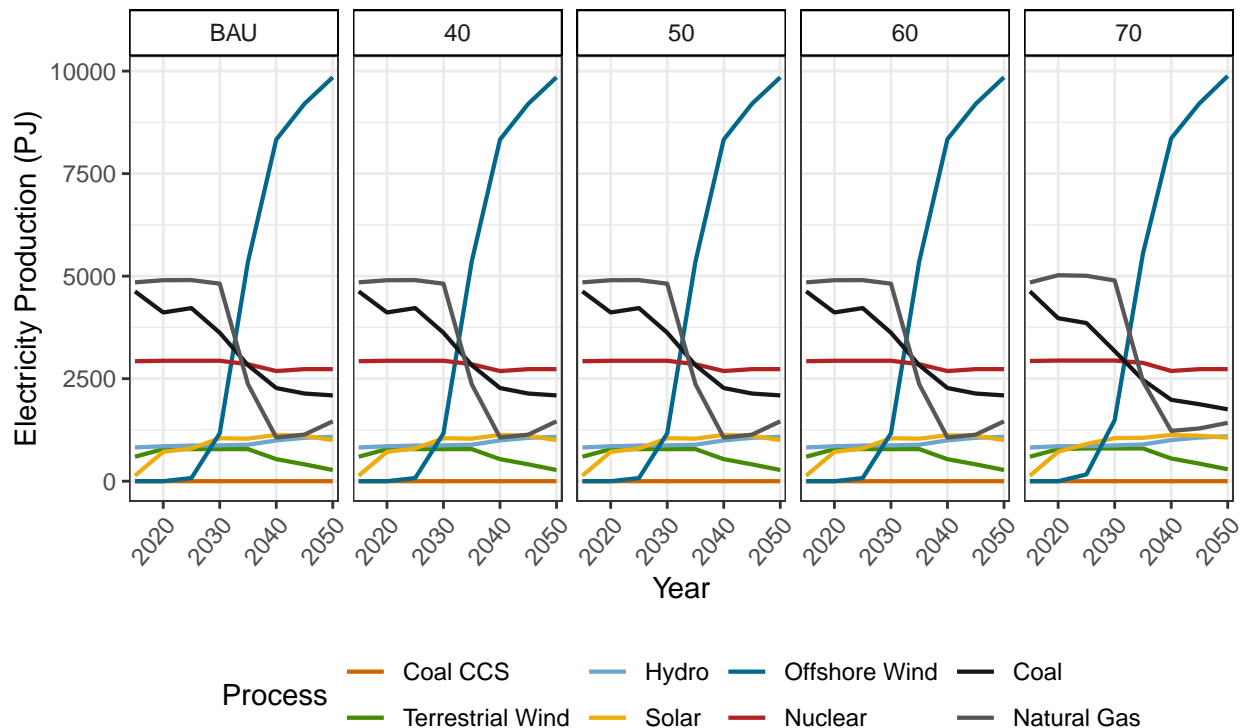 BAU 40 50 60 70
10000
7500
5000
2500
0
Electricity Production (PJ)
2020 2030 2040 2050 2020 2030 2040 2050 2020 2030 2040 2050 2020 2030 2040 2050 2020 2030 2040 2050
Year
Process
Coal CCS Hydro Offshore Wind Coal
Terrestrial Wind Solar Nuclear Natural Gas